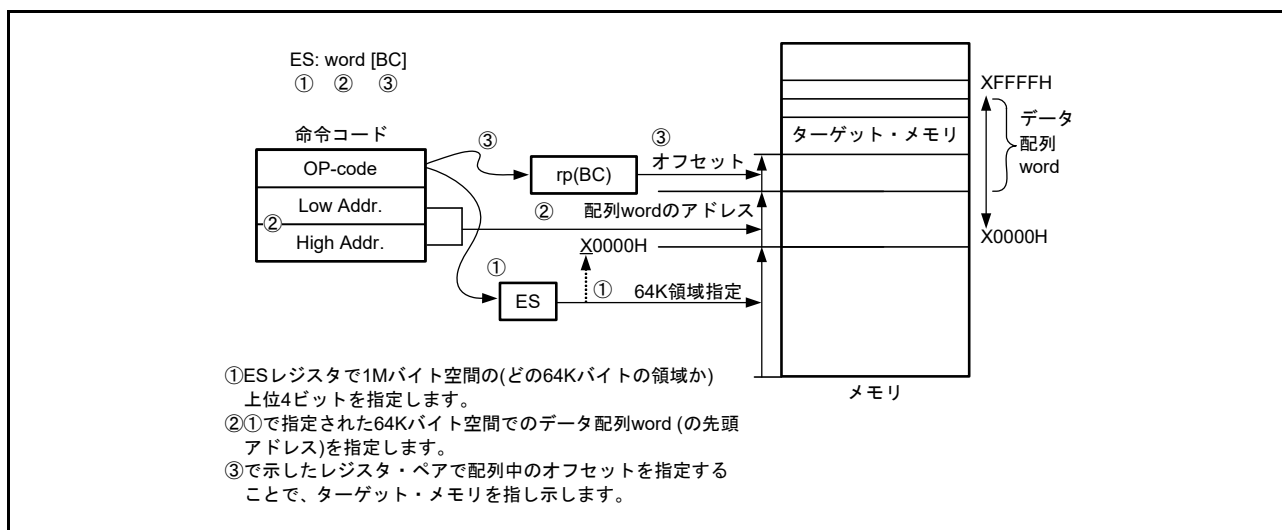 ES: word [BC]
① ② ③
命令コード
OP-code
Low Addr.
②
High Addr.
③
rp(BC)
③
オフセット
②
配列wordのアドレス
X0000H
①
ES
①
64K領域指定
ターゲット・メモリ
XFFFFH
データ
配列
word
X0000H
メモリ
①ESレジスタで1Mバイト空間の(どの64Kバイトの領域か)
上位4ビットを指定します。
②①で指定された64Kバイト空間でのデータ配列word (の先頭
アドレス)を指定します。
③で示したレジスタ・ペアで配列中のオフセットを指定する
ことで、ターゲット・メモリを指し示します。